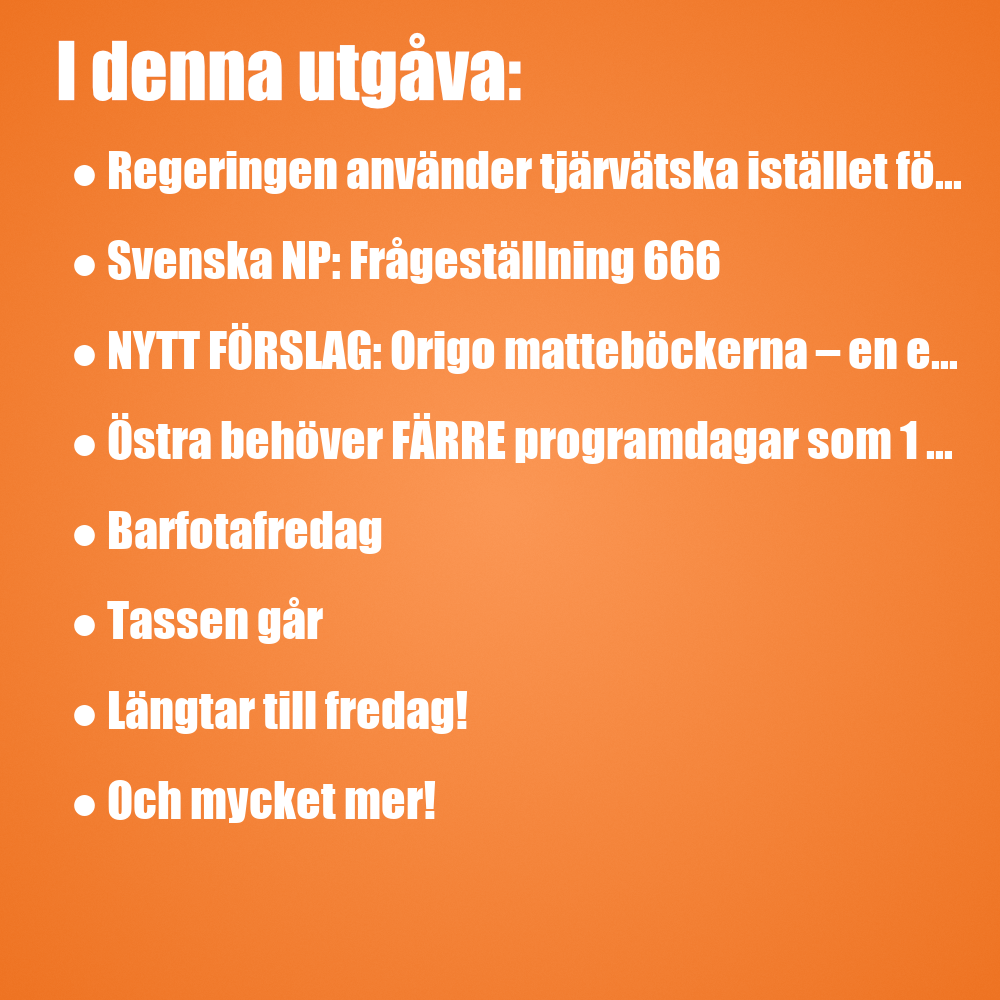 I denna utgåva:
● Regeringen använder tjärvätska istället fö...
● Svenska NP: Frågeställning 666
● NYTT FÖRSLAG: Origo matteböckerna – en e...
● Östra behöver FÄRRE programdagar som 1 ...
● Barfotafredag
● Tassen går
● Längtar till fredag!
● Och mycket mer!